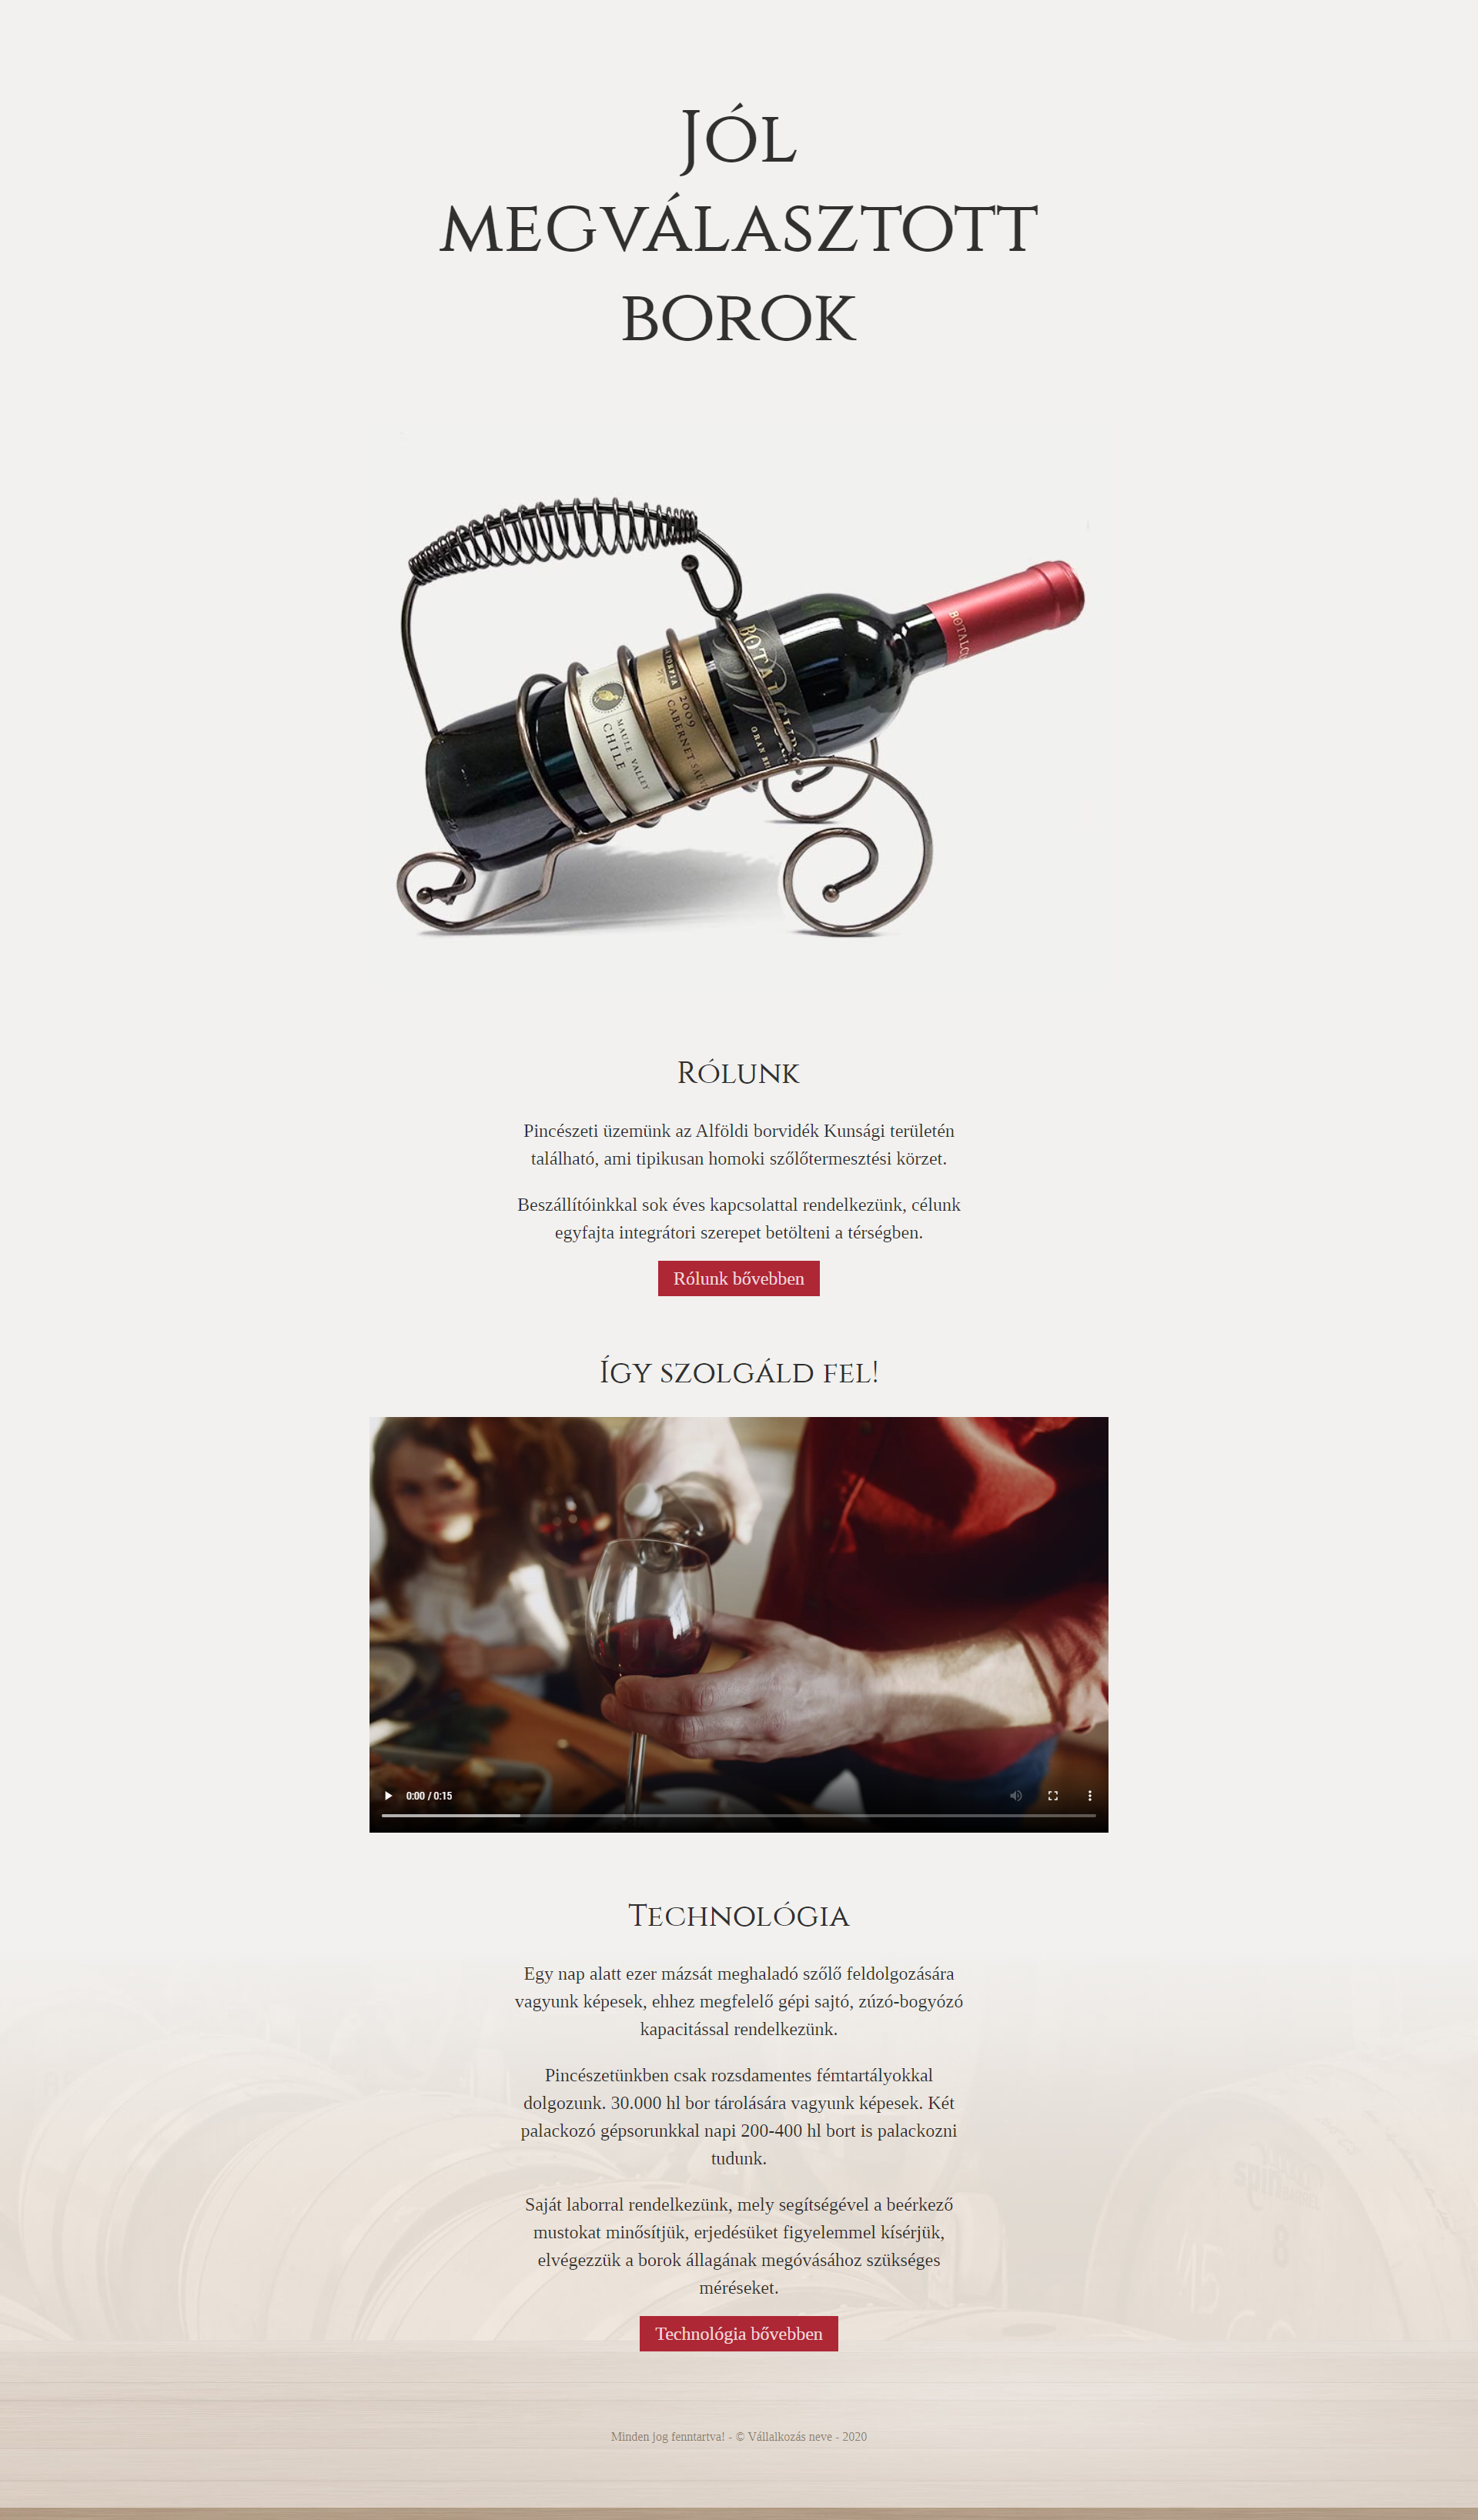 Jól
megválasztott
borok
BOTALCU
MAULE VALLEY
CHILE
2009
CABERNET SAUV
GRAN
Rólunk
Pincészeti üzemünk az Alföldi borvidék Kunsági területén
található, ami tipikusan homoki szőlőtermesztési körzet.
Beszállítóinkkal sok éves kapcsolattal rendelkezünk, célunk
egyfajta integrátori szerepet betölteni a térségben.
Rólunk bővebben
Így szolgáld fel!
0:00 / 0:15
Technológia
Egy nap alatt ezer mázsát meghaladó szőlő feldolgozására
vagyunk képesek, ehhez megfelelő gépi sajtó, zúzó-bogyózó
kapacitással rendelkezünk.
Pincészetünkben csak rozsdamentes fémtartályokkal
dolgozunk. 30.000 hl bor tárolására vagyunk képesek. Két
palackozó gépsorunkkal napi 200-400 hl bort is palackozni
tudunk.
Saját laborral rendelkezünk, mely segítségével a beérkező
mustokat minősítjük, erjedésüket figyelemmel kísérjük,
elvégezzük a borok állagának megóvásához szükséges
méréseket.
8
15
Technológia bővebben
Minden jog fenntartva! - © Vállalkozás neve - 2020